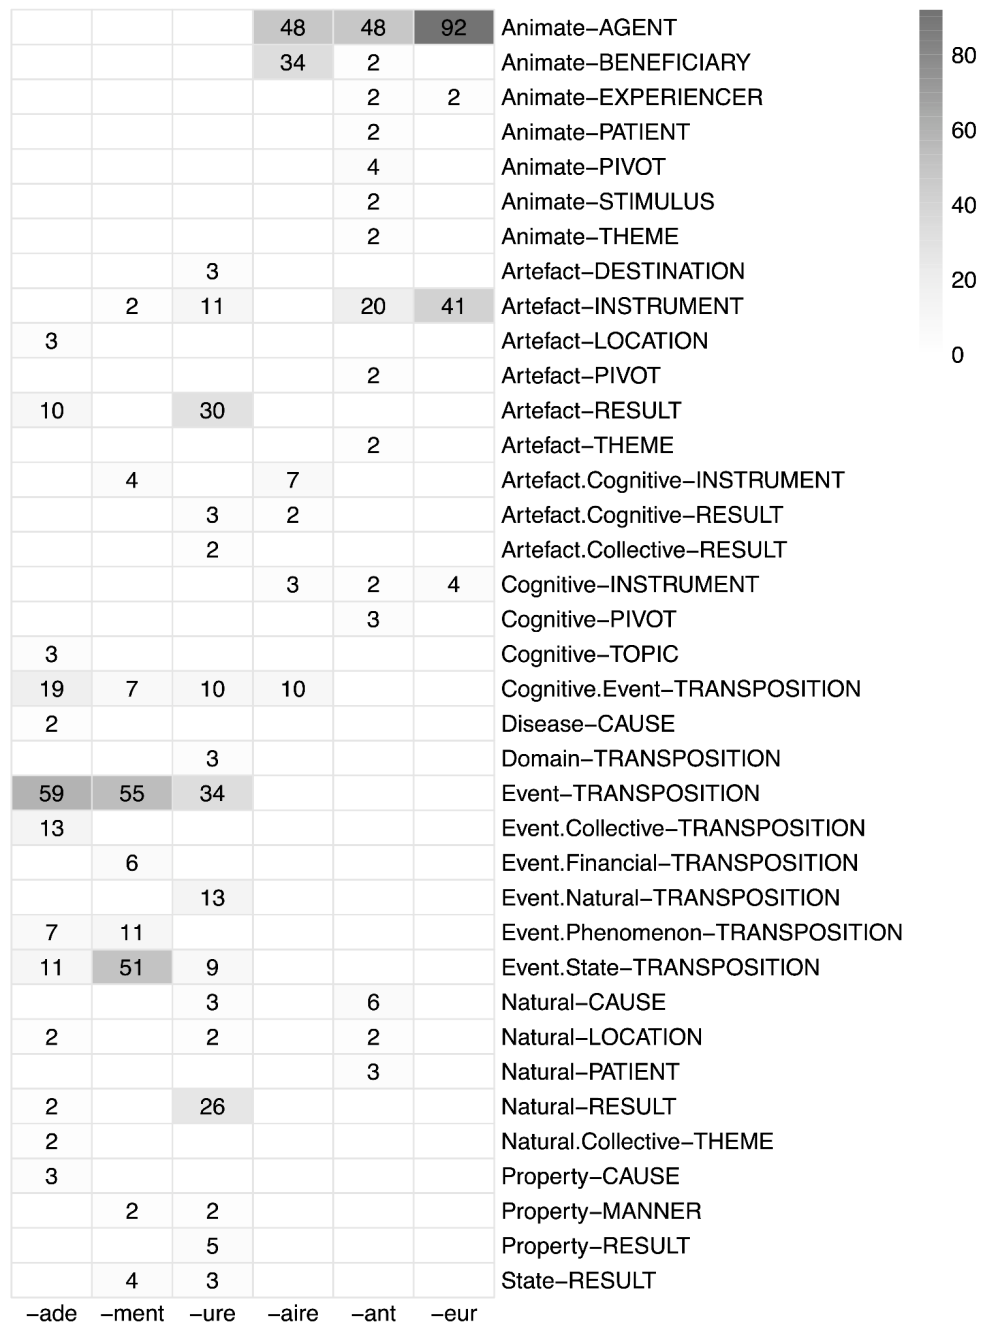 48 48 92 Animate−AGENT
34 2 Animate−BENEFICIARY
2 2 Animate−EXPERIENCER
2 Animate−PATIENT
4 Animate−PIVOT
2 Animate−STIMULUS
2 Animate−THEME
3 Artefact−DESTINATION
2 11 20 41 Artefact−INSTRUMENT
3 Artefact−LOCATION
2 Artefact−PIVOT
10 30 Artefact−RESULT
2 Artefact−THEME
4 7 Artefact.Cognitive−INSTRUMENT
3 2 Artefact.Cognitive−RESULT
2 Artefact.Collective−RESULT
3 2 4 Cognitive−INSTRUMENT
3 Cognitive−PIVOT
3 Cognitive−TOPIC
19 7 10 10 Cognitive.Event−TRANSPOSITION
2 Disease−CAUSE
3 Domain−TRANSPOSITION
59 55 34 Event−TRANSPOSITION
13 Event.Collective−TRANSPOSITION
6 Event.Financial−TRANSPOSITION
13 Event.Natural−TRANSPOSITION
7 11 Event.Phenomenon−TRANSPOSITION
11 51 9 Event.State−TRANSPOSITION
3 6 Natural−CAUSE
2 2 2 Natural−LOCATION
3 Natural−PATIENT
2 26 Natural−RESULT
2 Natural.Collective−THEME
3 Property−CAUSE
2 2 Property−MANNER
5 Property−RESULT
4 3 State−RESULT
−ade −ment −ure −aire −ant −eur
80
60
40
20
0